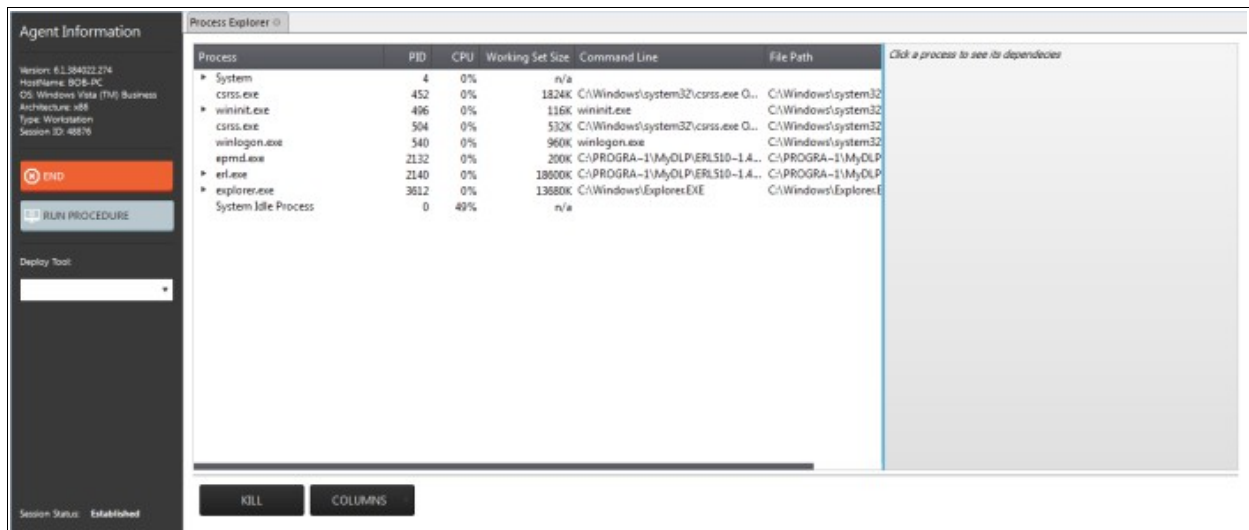 Agent Information
Version: 6.1.384022.274
HostName: BOB-PC
OS: Windows Vista (TM) Business
Architecture: x86
Type: Workstation
Session ID: 48876
END
RUN PROCEDURE
Deploy Tool:
Session Status: Established
Process Explorer
Process PID CPU Working Set Size Command Line File Path
System 4 0% n/a
csrss.exe 452 0% 1824K C:\Windows\system32\csrss.exe O... C:\Windows\system32
wininit.exe 496 0% 116K wininit.exe C:\Windows\system32
csrss.exe 504 0% 532K C:\Windows\system32\csrss.exe O... C:\Windows\system32
winlogon.exe 540 0% 960K winlogon.exe C:\Windows\system32
epmd.exe 2132 0% 200K C:\PROGRA~1\MyDLP\ERL510~1.4... C:\PROGRA~1\MyDLP
erl.exe 2140 0% 18600K C:\PROGRA~1\MyDLP\ERL510~1.4... C:\PROGRA~1\MyDLP
explorer.exe 3612 0% 13680K C:\Windows\Explorer.EXE C:\Windows\Explorer.E
System Idle Process 0 49% n/a
KILL COLUMNS
Click a process to see its dependecies